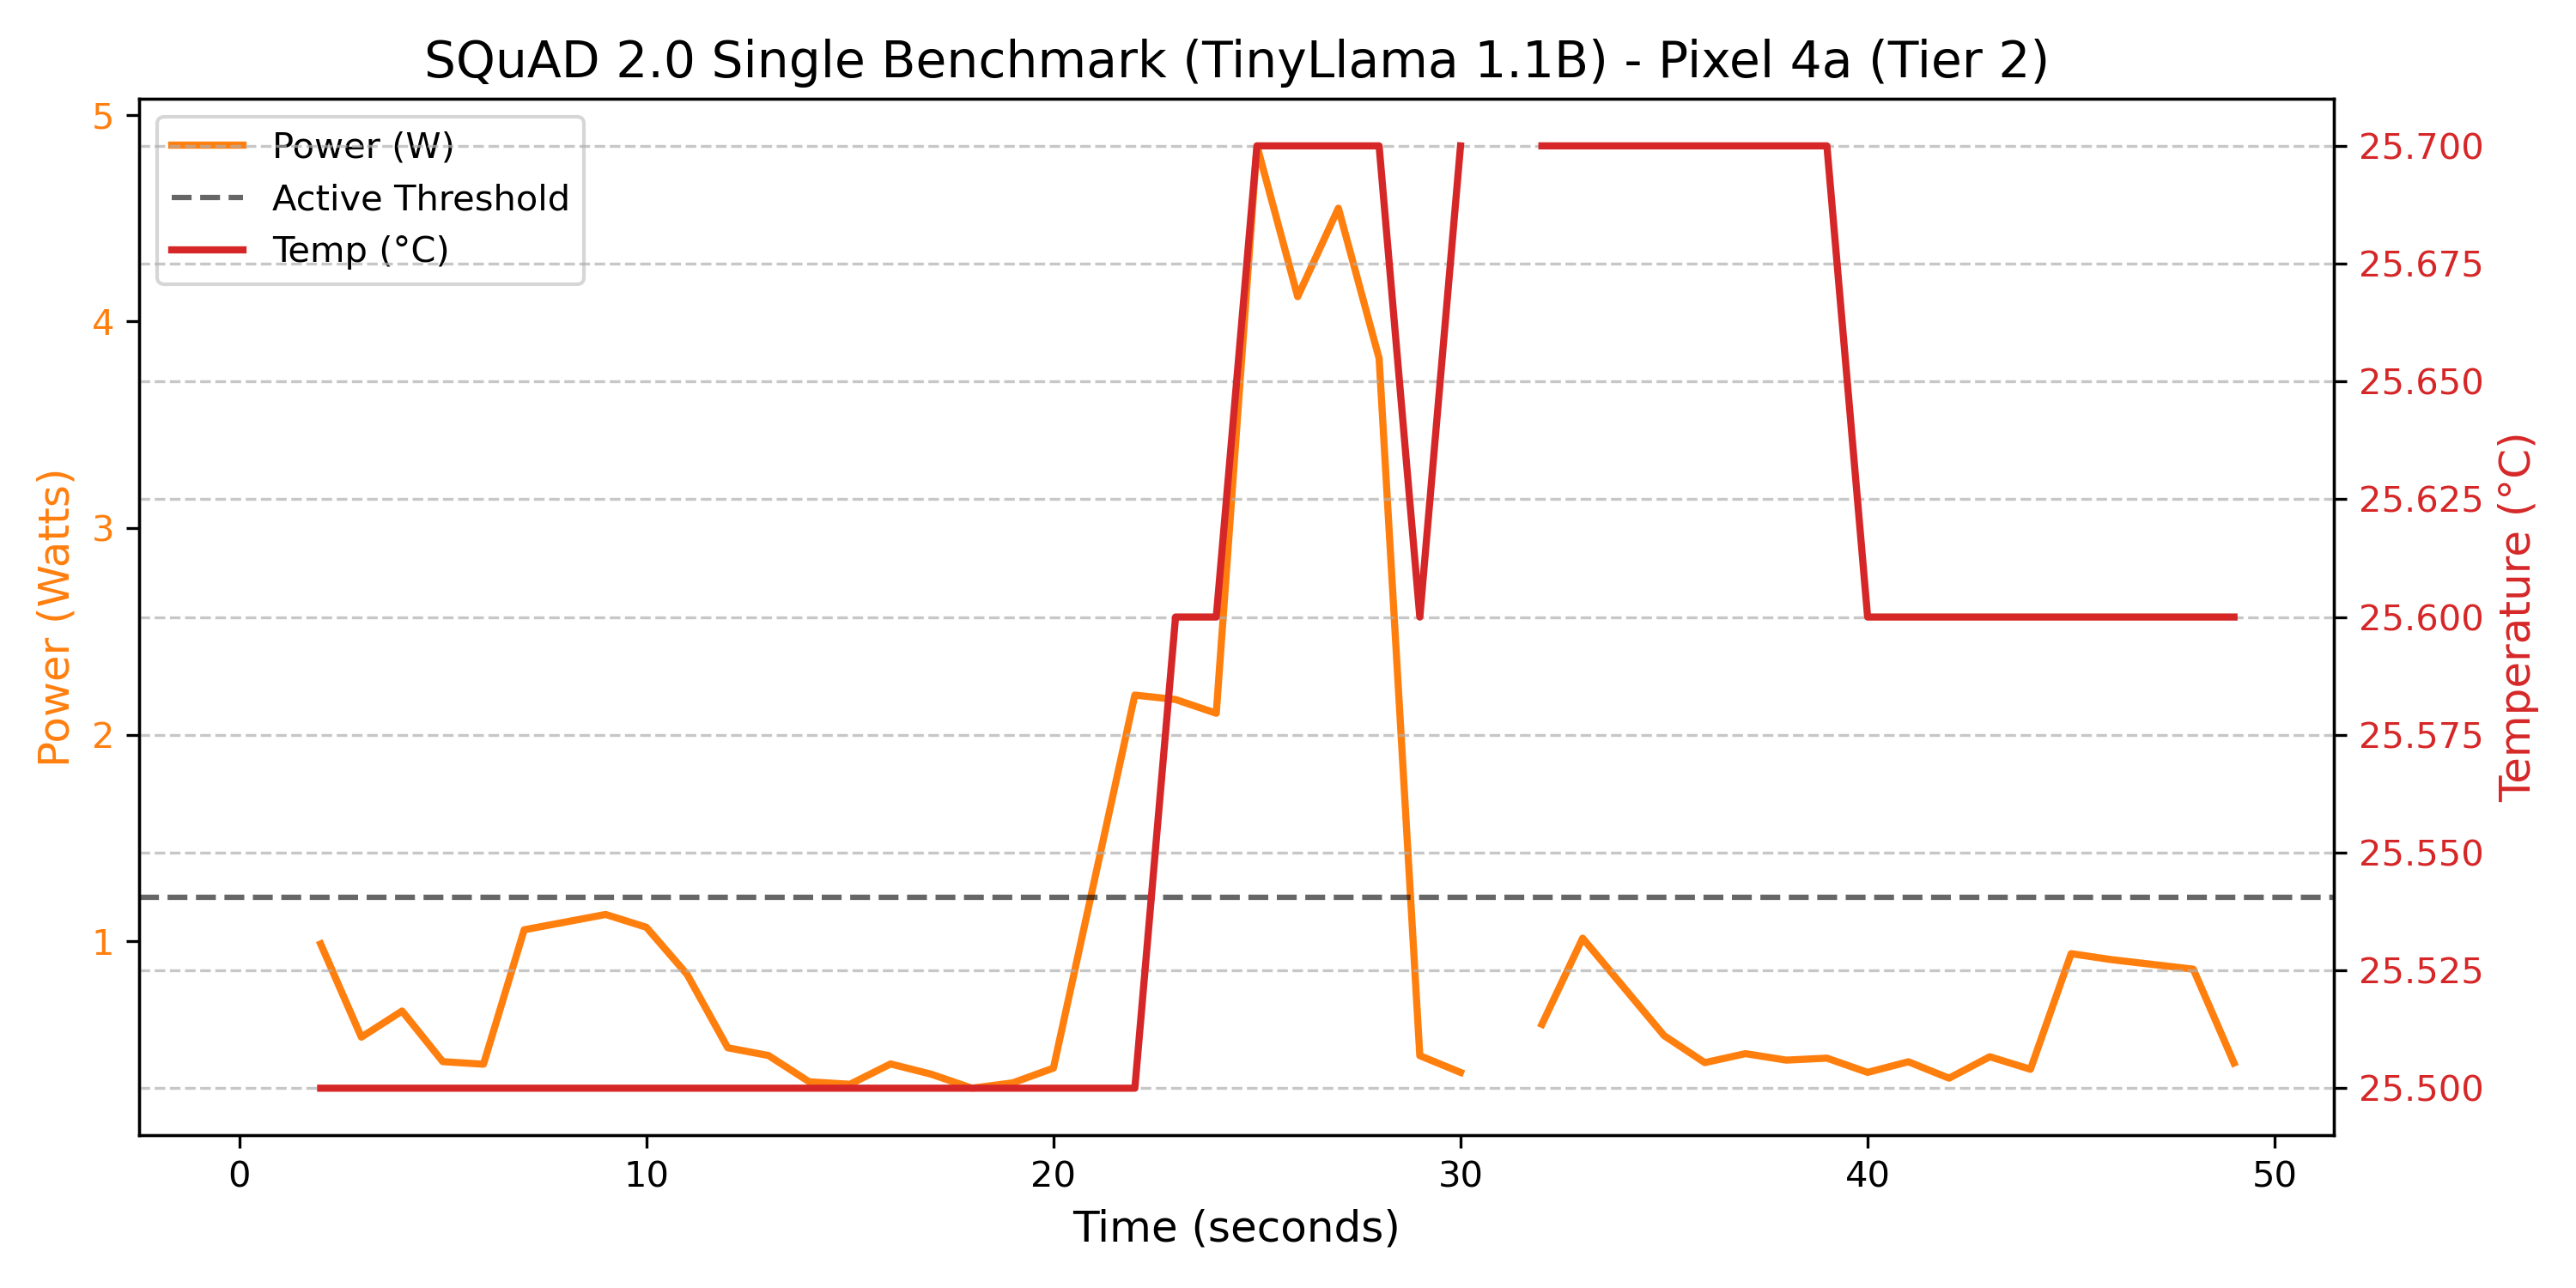 SQuAD 2.0 Single Benchmark (TinyLlama 1.1B) - Pixel 4a (Tier 2)
Power (W)
Active Threshold
Temp (°C)
Power (Watts)
5
4
3
2
1
25.700
25.675
25.650
25.625
25.600
25.575
25.550
25.525
25.500
Temperature (°C)
0 10 20 30 40 50
Time (seconds)